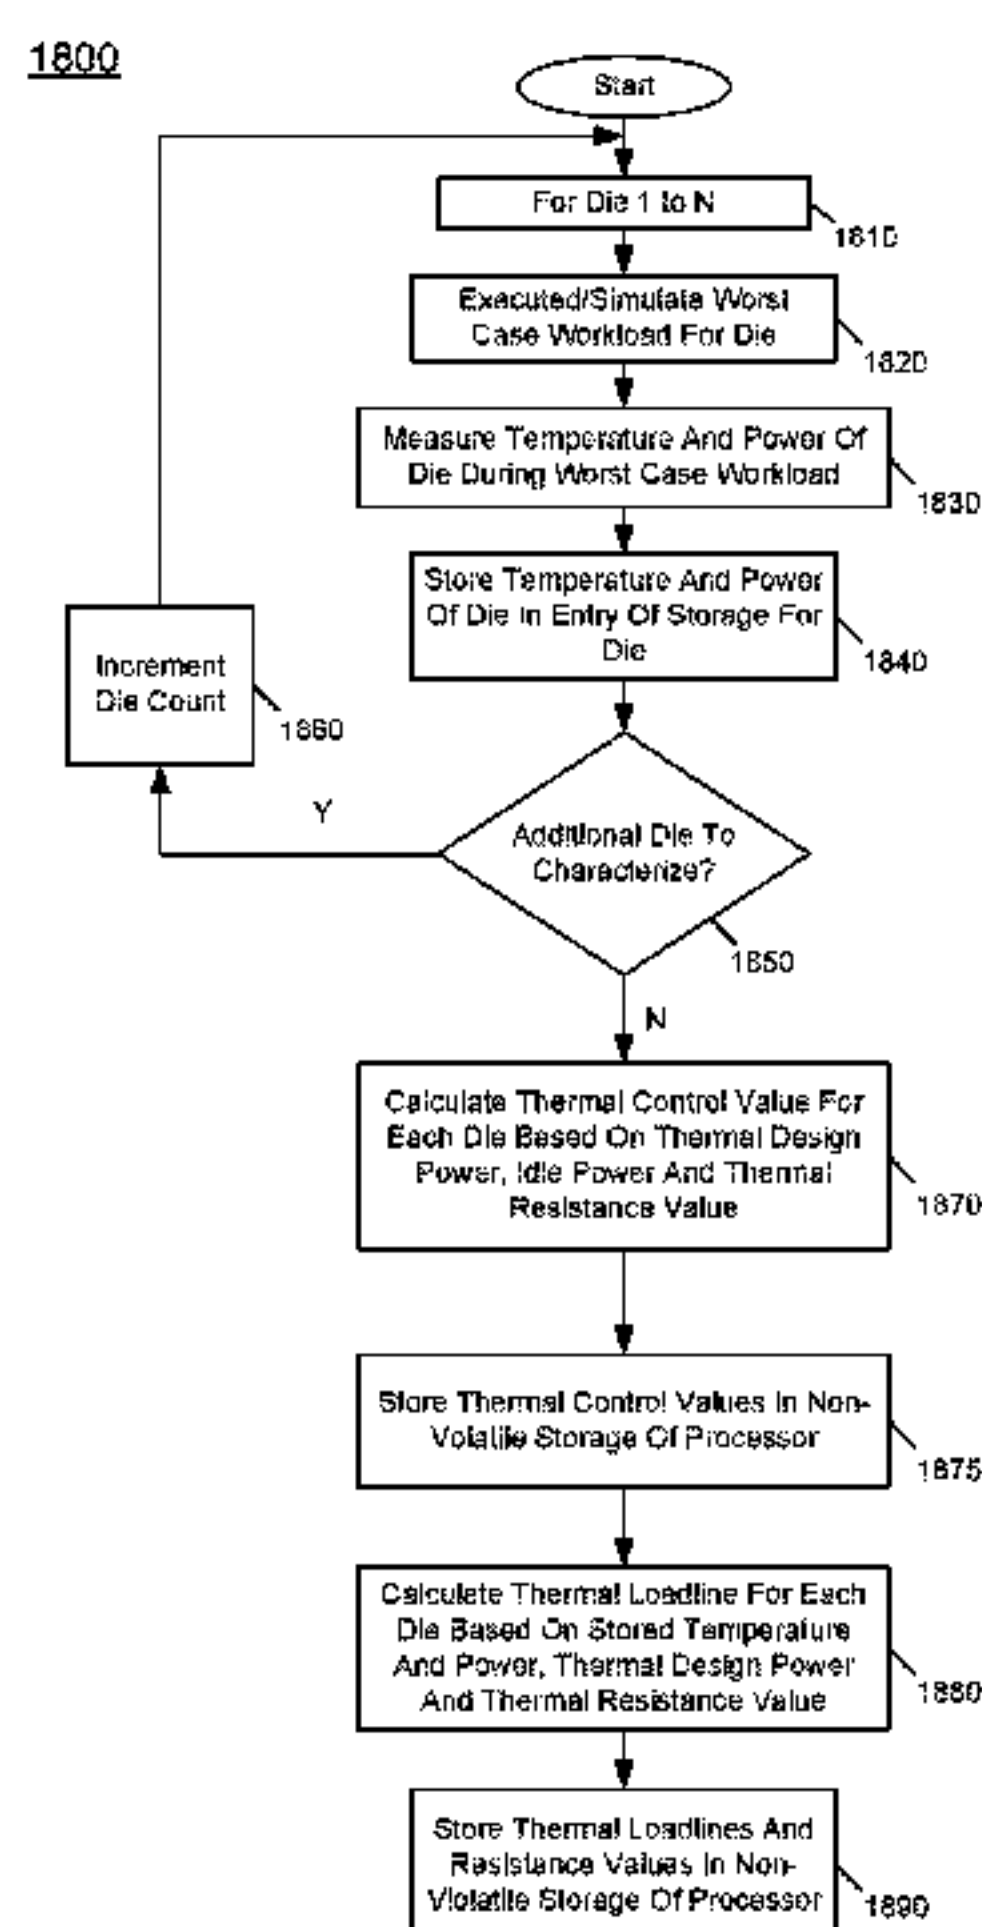 1800
Start
For Die 1 to N
1810
Executed/Simulate Worst
Case Workload For Die
1820
Measure Temperature And Power Of
Die During Worst Case Workload
1830
Store Temperature And Power
Of Die In Entry Of Storage For
Die
1840
Increment
Die Count
1860
Y
Additional Die To
Characterize?
1850
N
Calculate Thermal Control Value For
Each Die Based On Thermal Design
Power, Idle Power And Thermal
Resistance Value
1870
Store Thermal Control Values In Non-
Volatile Storage Of Processor
1875
Calculate Thermal Loadline For Each
Die Based On Stored Temperature
And Power, Thermal Design Power
And Thermal Resistance Value
1880
Store Thermal Loadlines And
Resistance Values In Non-
Violatile Storage Of Processor
1890